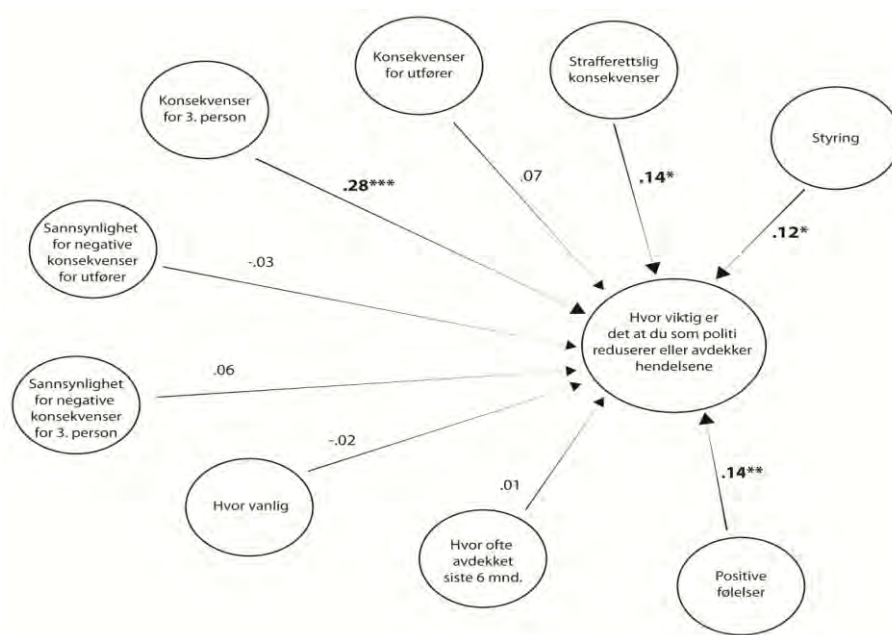 Konsekvenser
for utfører
Strafferettslig
konsekvenser
Konsekvenser
for 3. person
Styring
.28***
.07
.14*
.12*
Sannsynlighet
for negative
konsekvenser
for utfører
-.03
Hvor viktig er
det at du som politi
reduserer eller avdekker
hendelsene
Sannsynlighet
for negative
konsekvenser
for 3. person
.06
-.02
Hvor vanlig
.01
.14**
Hvor ofte
avdekket
siste 6 mnd.
Positive
følelser